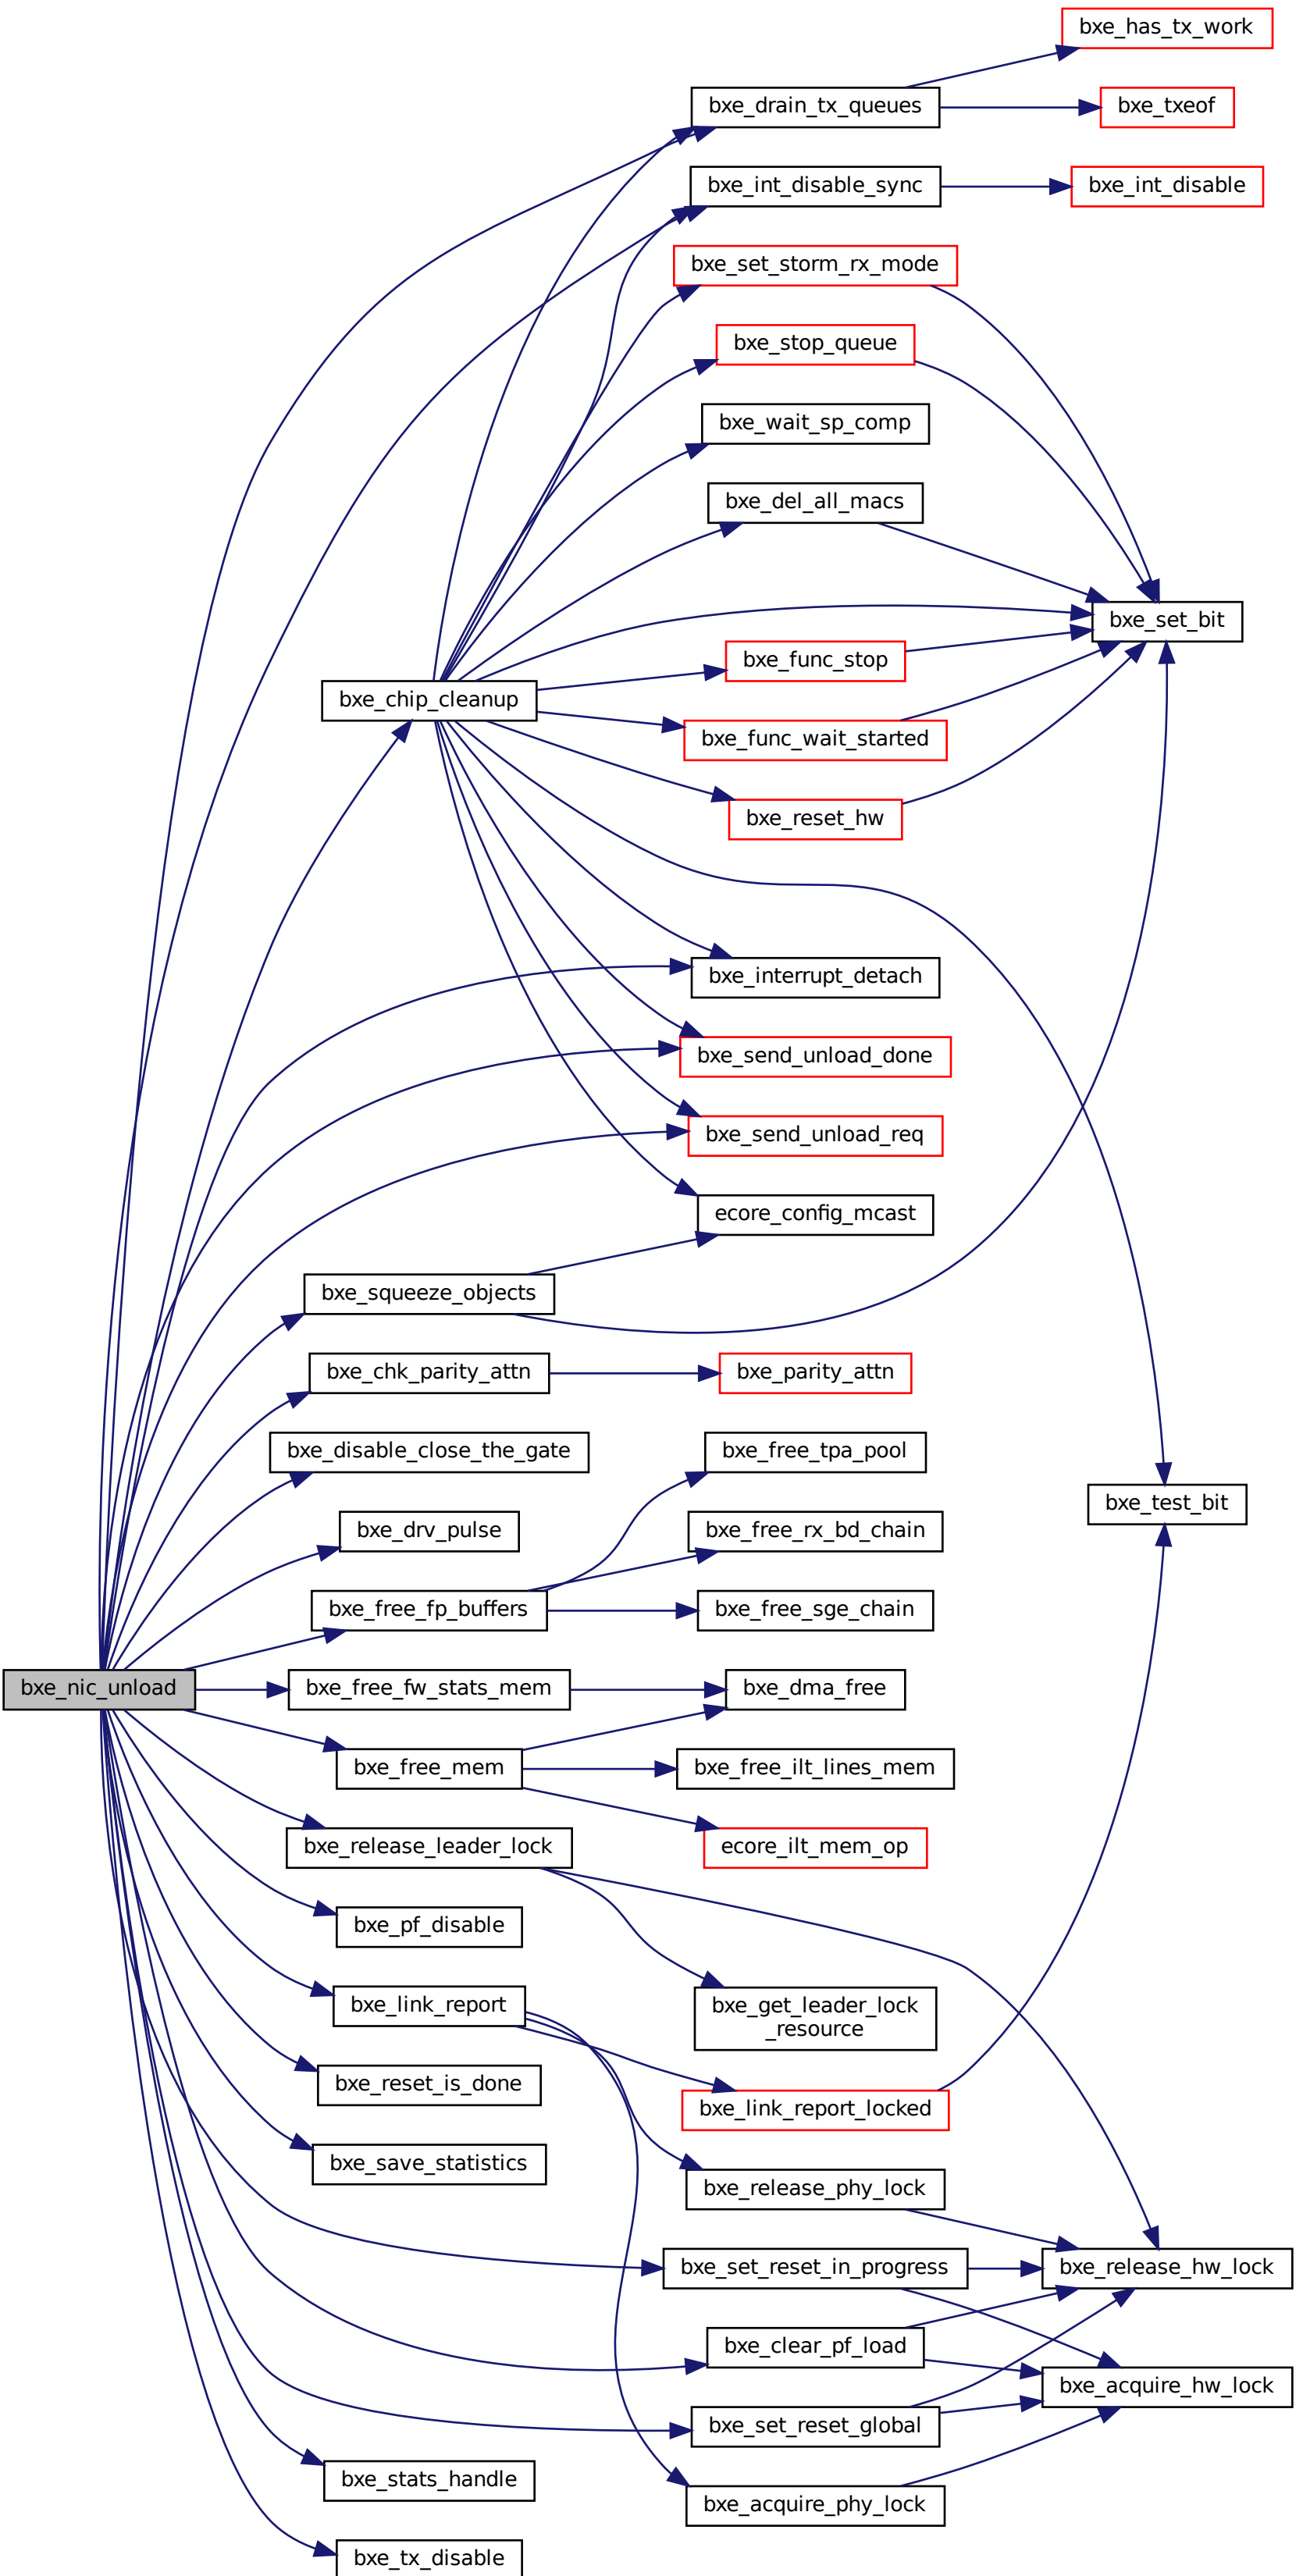 bxe_has_tx_work
bxe_drain_tx_queues
bxe_txeof
bxe_int_disable_sync
bxe_int_disable
bxe_set_storm_rx_mode
bxe_stop_queue
bxe_wait_sp_comp
bxe_del_all_macs
bxe_set_bit
bxe_func_stop
bxe_chip_cleanup
bxe_func_wait_started
bxe_reset_hw
bxe_interrupt_detach
bxe_send_unload_done
bxe_send_unload_req
ecore_config_mcast
bxe_squeeze_objects
bxe_chk_parity_attn
bxe_parity_attn
bxe_disable_close_the_gate
bxe_free_tpa_pool
bxe_test_bit
bxe_drv_pulse
bxe_free_rx_bd_chain
bxe_free_fp_buffers
bxe_free_sge_chain
bxe_nic_unload
bxe_free_fw_stats_mem
bxe_dma_free
bxe_free_mem
bxe_free_ilt_lines_mem
bxe_release_leader_lock
ecore_ilt_mem_op
bxe_pf_disable
bxe_link_report
bxe_get_leader_lock
_resource
bxe_reset_is_done
bxe_link_report_locked
bxe_save_statistics
bxe_release_phy_lock
bxe_set_reset_in_progress
bxe_release_hw_lock
bxe_clear_pf_load
bxe_acquire_hw_lock
bxe_set_reset_global
bxe_stats_handle
bxe_acquire_phy_lock
bxe_tx_disable